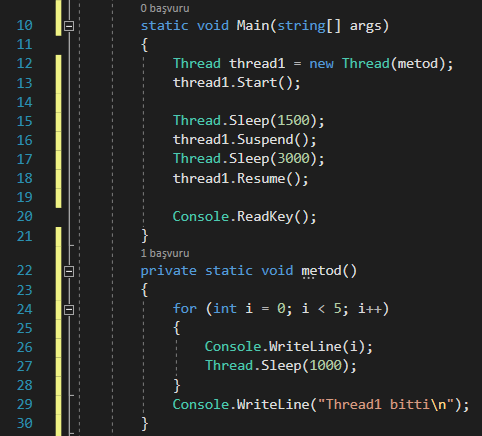 0 başvuru
10 static void Main(string[] args)
11 {
12 Thread thread1 = new Thread(metod);
13 thread1.Start();
14
15 Thread.Sleep(1500);
16 thread1.Suspend();
17 Thread.Sleep(3000);
18 thread1.Resume();
19
20 Console.ReadKey();
21 }
1 başvuru
22 private static void metod()
23 {
24 for (int i = 0; i < 5; i++)
25 {
26 Console.WriteLine(i);
27 Thread.Sleep(1000);
28 }
29 Console.WriteLine("Thread1 bitti\n");
30 }